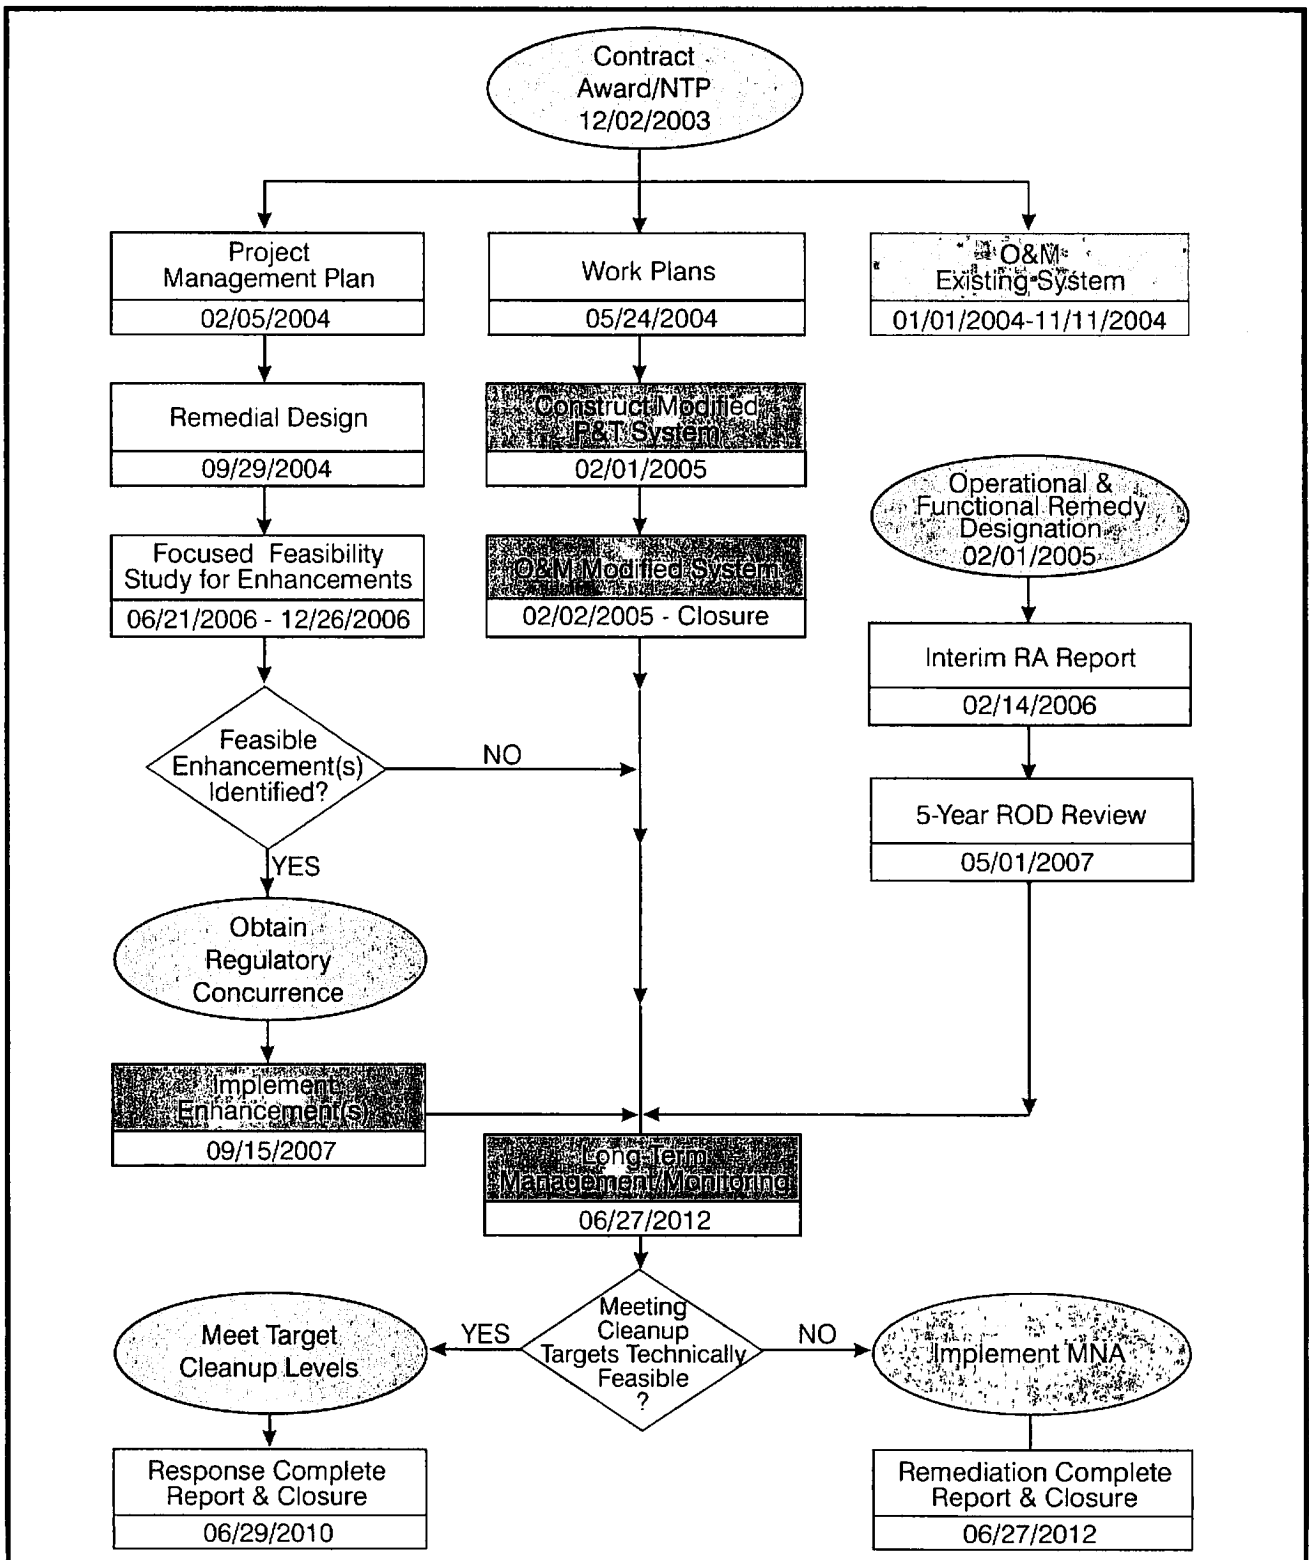 Contract
Award/NTP
12/02/2003
Project
Management Plan
02/05/2004
Work Plans
05/24/2004
O&M
Existing System
01/01/2004-11/11/2004
Remedial Design
09/29/2004
Construct Modified
P&T System
02/01/2005
Operational &
Functional Remedy
Designation
02/01/2005
Focused Feasibility
Study for Enhancements
06/21/2006 - 12/26/2006
O&M Modified System
02/02/2005 - Closure
Interim RA Report
02/14/2006
Feasible
Enhancement(s)
Identified?
NO
YES
5-Year ROD Review
05/01/2007
Obtain
Regulatory
Concurrence
Implement
Enhancement(s)
09/15/2007
Long-Term
Management/Monitoring
06/27/2012
Meeting
Cleanup
Targets Technically
Feasible
?
YES
NO
Meet Target
Cleanup Levels
Implement MNA
Response Complete
Report & Closure
06/29/2010
Remediation Complete
Report & Closure
06/27/2012